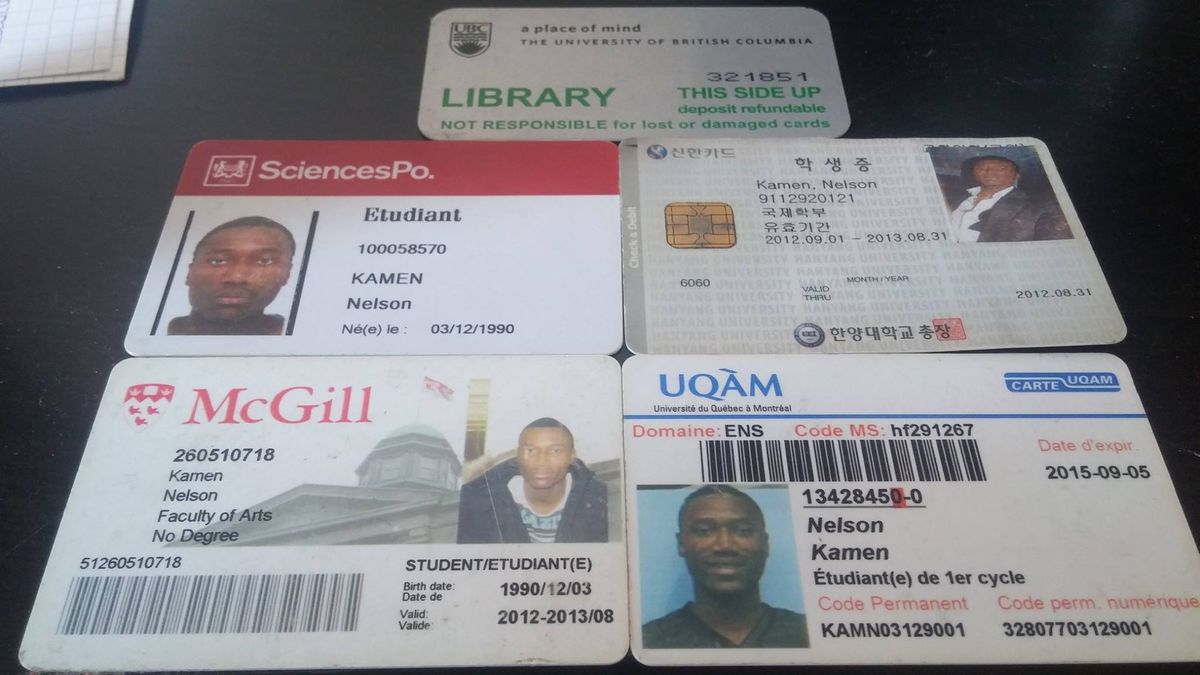 UBC
a place of mind
THE UNIVERSITY OF BRITISH COLUMBIA
321851
LIBRARY
THIS SIDE UP
deposit refundable
NOT RESPONSIBLE for lost or damaged cards
SciencesPo.
Etudiant
100058570
KAMEN
Nelson
Né(e) le : 03/12/1990
신한카드
학생증
Kamen, Nelson
9112920121
국제학부
유효기간
2012.09.01 - 2013.08.31
Check & Debit
6060
MONTH / YEAR
VALID
THRU
2012.08.31
한양대학교 총장
HANYANG UNIVERSITY
McGill
260510718
Kamen
Nelson
Faculty of Arts
No Degree
51260510718
STUDENT/ETUDIANT(E)
Birth date:
Date de
1990/12/03
Valid:
Valide:
2012-2013/08
UQÀM
Université du Québec à Montréal
CARTE UQAM
Domaine: ENS Code MS: hf291267
Date d'expir.
2015-09-05
13428450-0
Nelson
Kamen
Étudiant(e) de 1er cycle
Code Permanent
Code perm. numérique
KAMN03129001
32807703129001